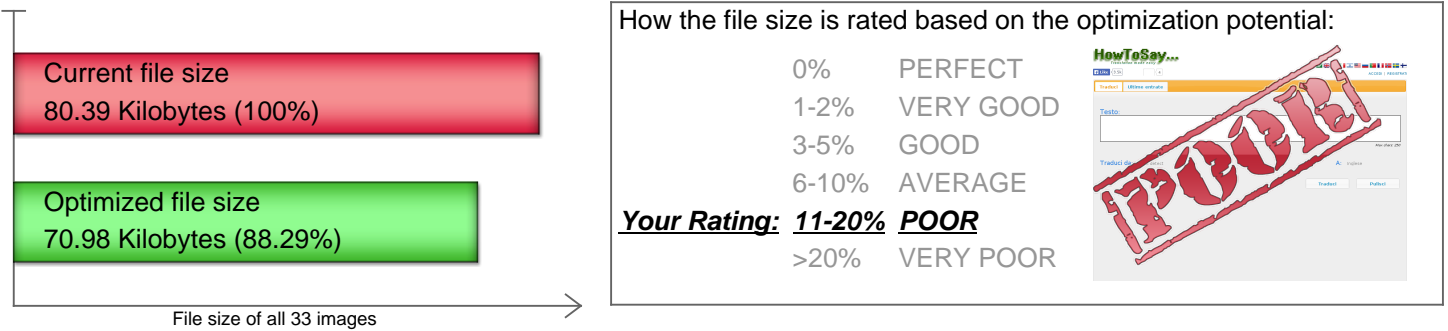 Current file size
80.39 Kilobytes (100%)
Optimized file size
70.98 Kilobytes (88.29%)
File size of all 33 images
How the file size is rated based on the optimization potential:
0% PERFECT
1-2% VERY GOOD
3-5% GOOD
6-10% AVERAGE
Your Rating: 11-20% POOR
>20% VERY POOR
HowToSay...
Traduci Ultime entrate
Testo:
Traduci da
A: Inglese
Traduci Pulisci
POOR